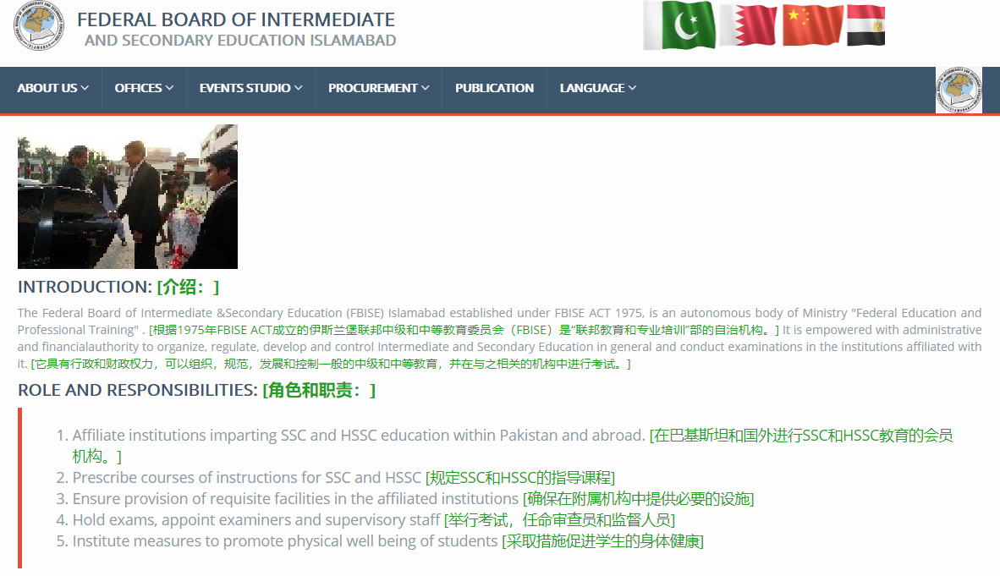 FEDERAL BOARD OF INTERMEDIATE
AND SECONDARY EDUCATION ISLAMABAD
ABOUT US
OFFICES
EVENTS STUDIO
PROCUREMENT
PUBLICATION
LANGUAGE
INTRODUCTION: [介绍：]
The Federal Board of Intermediate &Secondary Education (FBISE) Islamabad established under FBISE ACT 1975, is an autonomous body of Ministry "Federal Education and
Professional Training" . [根据1975年FBISE ACT成立的伊斯兰堡联邦中级和中等教育委员会（FBISE）是“联邦教育和专业培训”部的自治机构。] It is empowered with administrative
and financialauthority to organize, regulate, develop and control Intermediate and Secondary Education in general and conduct examinations in the institutions affiliated with
it. [它具有行政和财政权力，可以组织，规范，发展和控制一般的中级和中等教育，并在与之相关的机构中进行考试。]
ROLE AND RESPONSIBILITIES: [角色和职责：]
1. Affiliate institutions imparting SSC and HSSC education within Pakistan and abroad. [在巴基斯坦和国外进行SSC和HSSC教育的会员
机构。]
2. Prescribe courses of instructions for SSC and HSSC [规定SSC和HSSC的指导课程]
3. Ensure provision of requisite facilities in the affiliated institutions [确保在附属机构中提供必要的设施]
4. Hold exams, appoint examiners and supervisory staff [举行考试，任命审查员和监督人员]
5. Institute measures to promote physical well being of students [采取措施促进学生的身体健康]